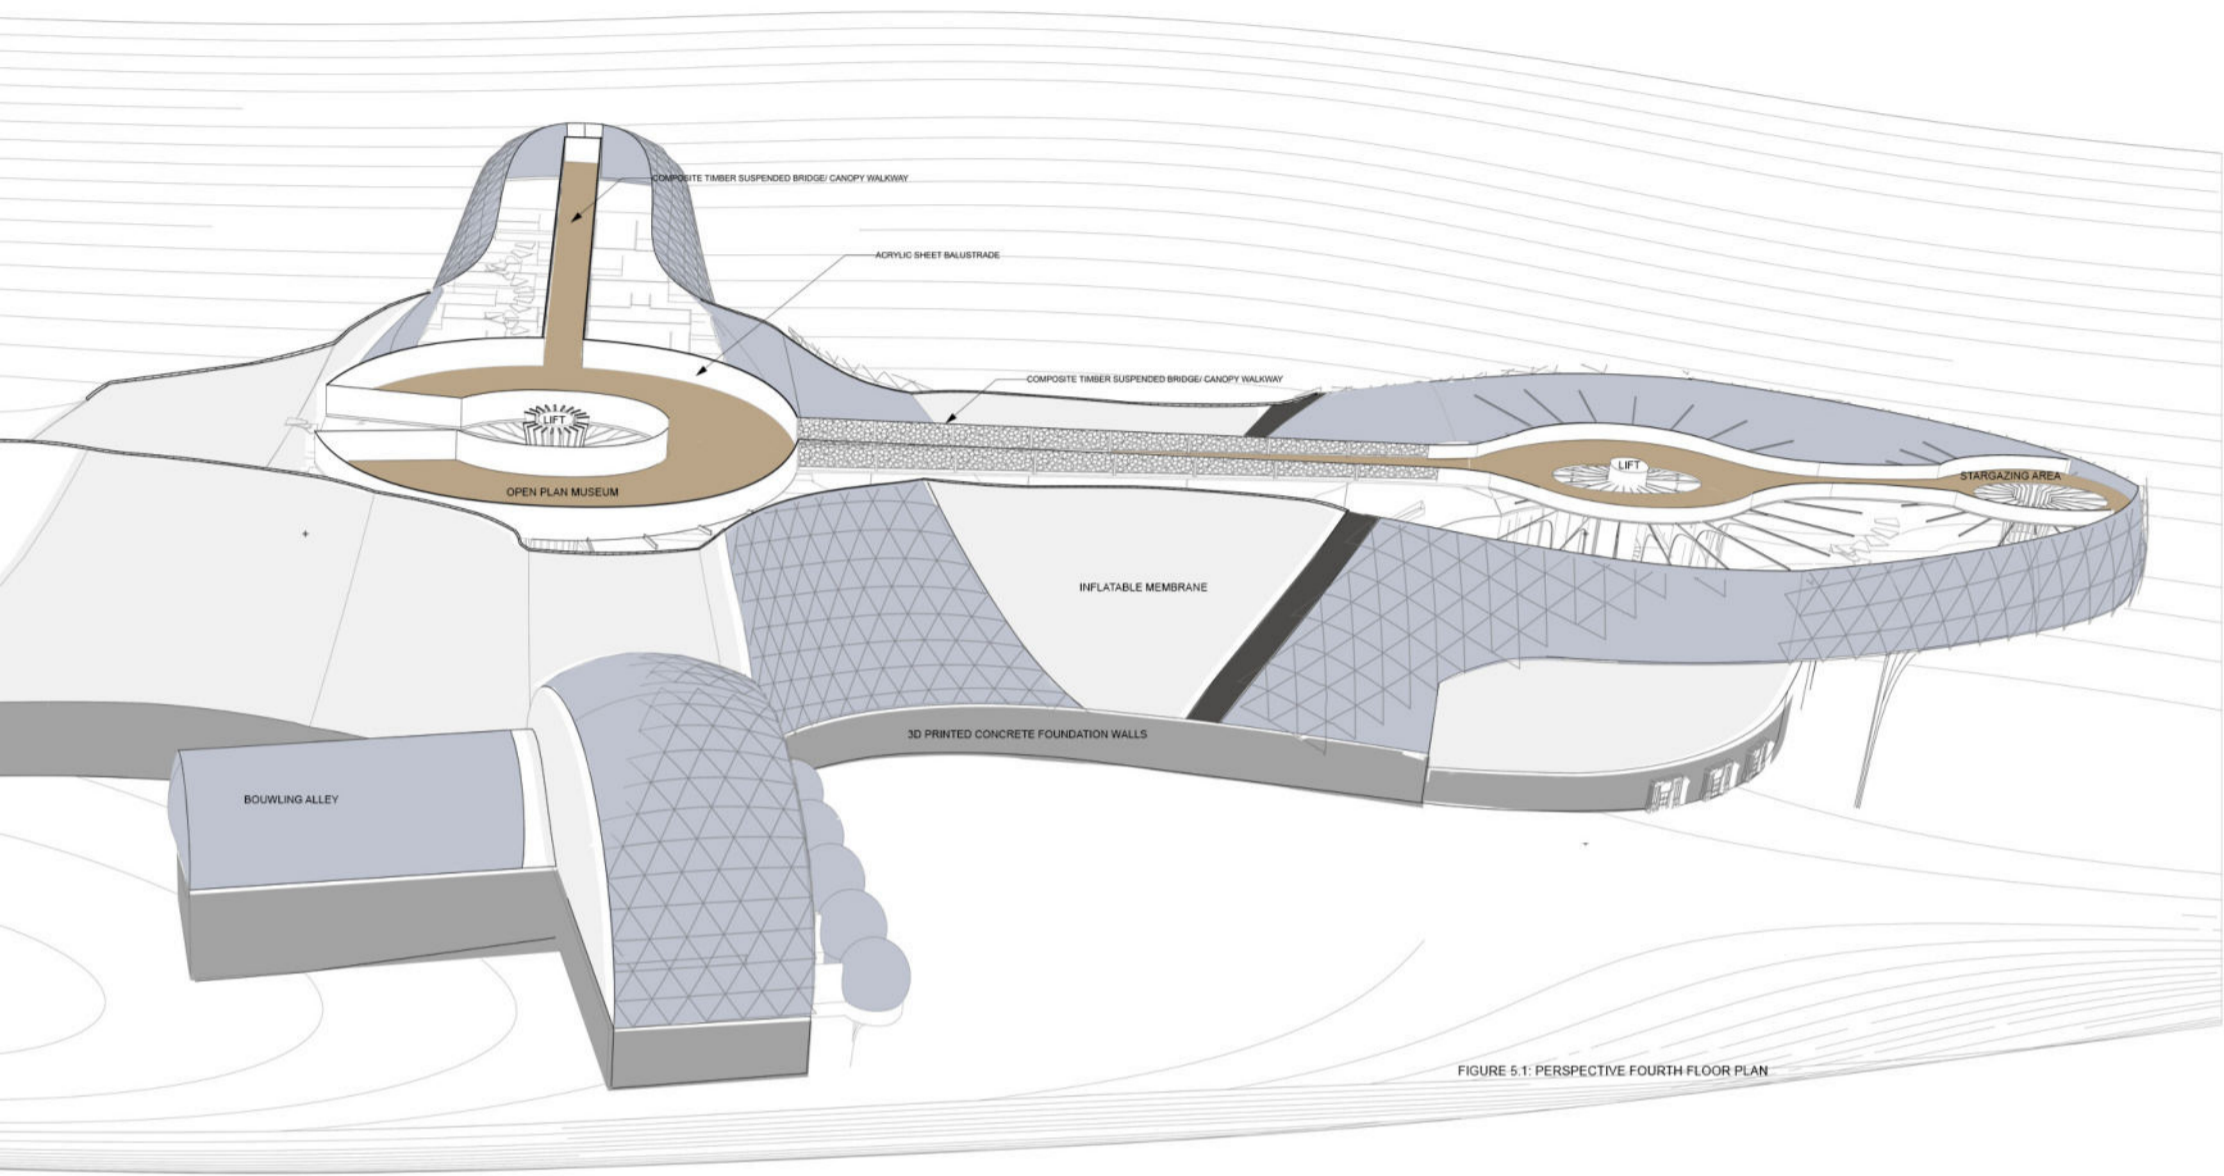 COMPOSITE TIMBER SUSPENDED BRIDGE/ CANOPY WALKWAY
ACRYLIC SHEET BALUSTRADE
COMPOSITE TIMBER SUSPENDED BRIDGE/ CANOPY WALKWAY
LIFT
LIFT
STARGAZING AREA
OPEN PLAN MUSEUM
INFLATABLE MEMBRANE
3D PRINTED CONCRETE FOUNDATION WALLS
BOUWLING ALLEY
FIGURE 5.1: PERSPECTIVE FOURTH FLOOR PLAN